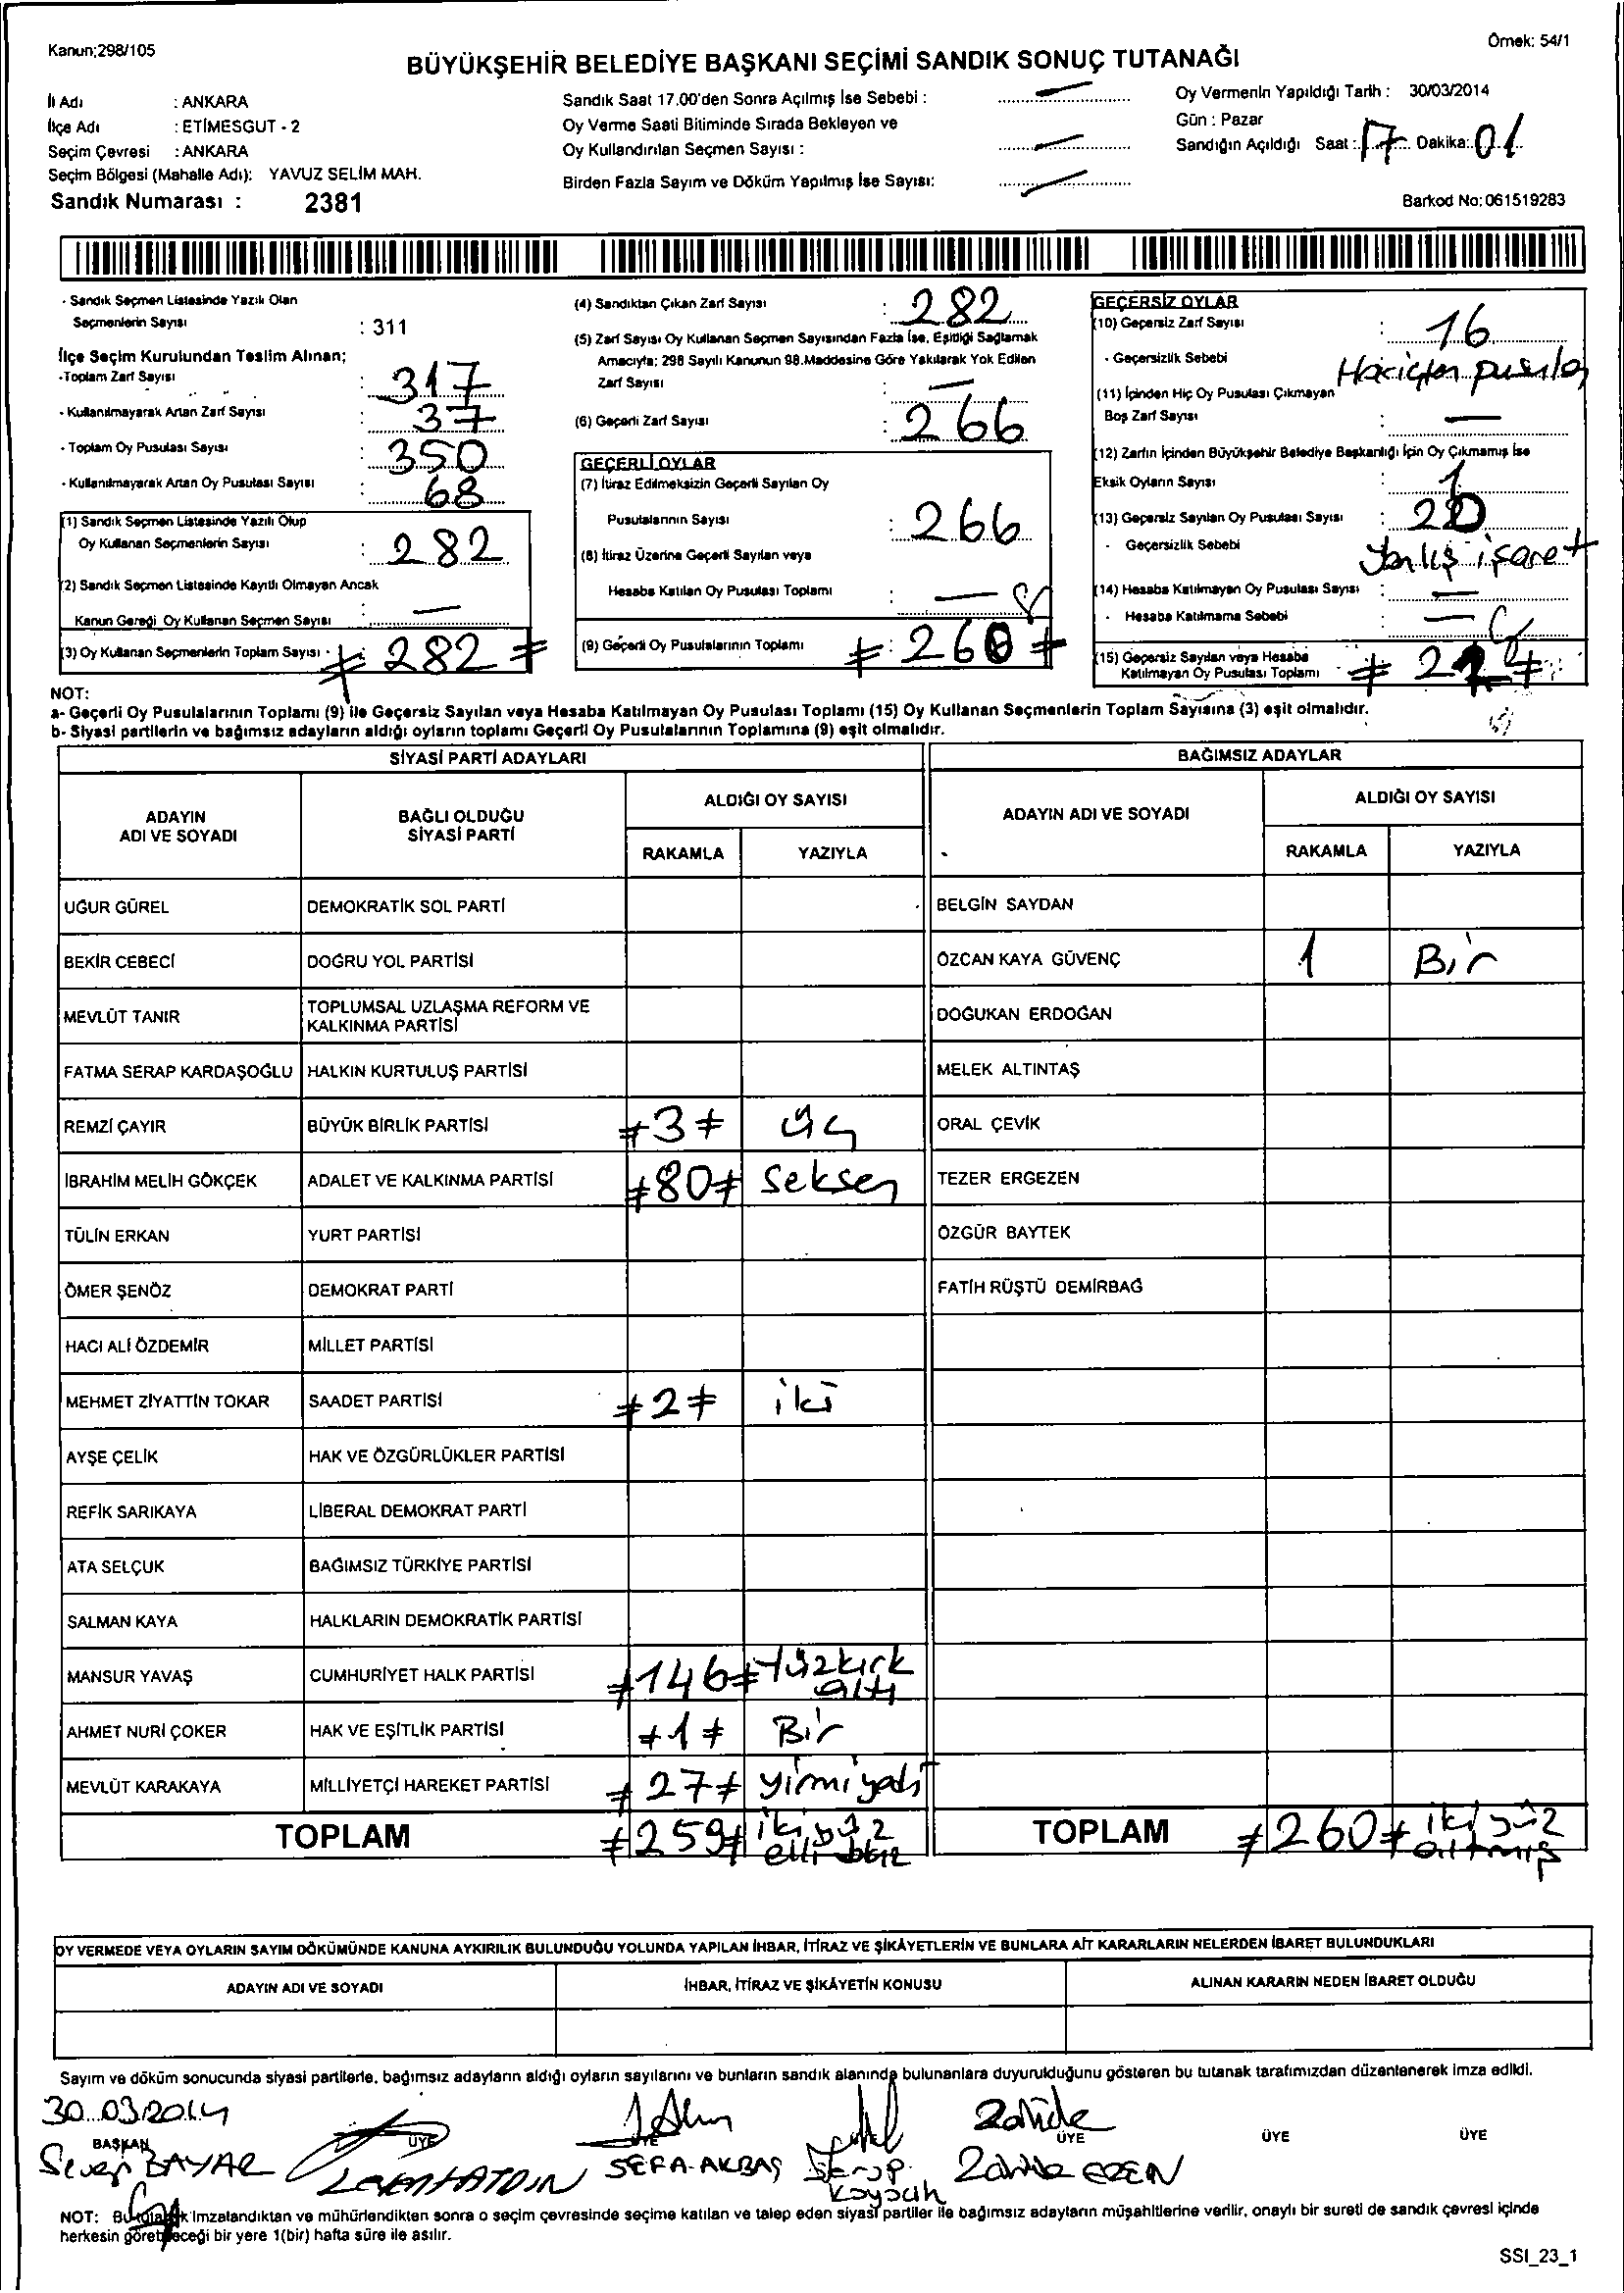 Kanun;298/105
Örnek: 54/1
BÜYÜKŞEHİR BELEDİYE BAŞKANI SEÇİMİ SANDIK SONUÇ TUTANAĞI
İl Adı : ANKARA
İlçe Adı : ETİMESGUT - 2
Seçim Çevresi : ANKARA
Seçim Bölgesi (Mahalle Adı): YAVUZ SELİM MAH.
Sandık Numarası : 2381
Sandık Saat 17.00'den Sonra Açılmış İse Sebebi : —
Oy Verme Saati Bitiminde Sırada Bekleyen ve
Oy Kullandırılan Seçmen Sayısı : —
Birden Fazla Sayım ve Döküm Yapılmış İse Sayısı: —
Oy Vermenin Yapıldığı Tarih : 30/03/2014
Gün : Pazar
Sandığın Açıldığı Saat : 17 Dakika: 01
Barkod No: 061519283
- Sandık Seçmen Listesinde Yazılı Olan
Seçmenlerin Sayısı : 311
İlçe Seçim Kurulundan Teslim Alınan;
-Toplam Zarf Sayısı : 317
- Kullanılmayarak Artan Zarf Sayısı : 37
- Toplam Oy Pusulası Sayısı : 350
- Kullanılmayarak Artan Oy Pusulası Sayısı : 68
(1) Sandık Seçmen Listesinde Yazılı Olup
Oy Kullanan Seçmenlerin Sayısı : 282
(2) Sandık Seçmen Listesinde Kayıtlı Olmayan Ancak
Kanun Gereği Oy Kullanan Seçmen Sayısı : —
(3) Oy Kullanan Seçmenlerin Toplam Sayısı : ≠ 282 ≠
(4) Sandıktan Çıkan Zarf Sayısı : 282
(5) Zarf Sayısı Oy Kullanan Seçmen Sayısından Fazla İse, Eşitliği Sağlamak
Amacıyla; 298 Sayılı Kanunun 98.Maddesine Göre Yakılarak Yok Edilen
Zarf Sayısı : —
(6) Geçerli Zarf Sayısı : 266
GEÇERLİ OYLAR
(7) İtiraz Edilmeksizin Geçerli Sayılan Oy
Pusulalarının Sayısı : 266
(8) İtiraz Üzerine Geçerli Sayılan veya
Hesaba Katılan Oy Pusulası Toplamı : —
(9) Geçerli Oy Pusulalarının Toplamı ≠ : 260 ≠
GEÇERSİZ OYLAR
(10) Geçersiz Zarf Sayısı : 16
- Geçersizlik Sebebi
(11) İçinden Hiç Oy Pusulası Çıkmayan
Boş Zarf Sayısı : —
(12) Zarfın İçinden Büyükşehir Belediye Başkanlığı İçin Oy Çıkmamış İse
Eksik Oyların Sayısı : 1
(13) Geçersiz Sayılan Oy Pusulası Sayısı :
- Geçersizlik Sebebi Yanlış işaret
(14) Hesaba Katılmayan Oy Pusulası Sayısı : —
- Hesaba Katılmama Sebebi : —
(15) Geçersiz Sayılan veya Hesaba
Katılmayan Oy Pusulası Toplamı
NOT:
a- Geçerli Oy Pusulalarının Toplamı (9) ile Geçersiz Sayılan veya Hesaba Katılmayan Oy Pusulası Toplamı (15) Oy Kullanan Seçmenlerin Toplam Sayısına (3) eşit olmalıdır.
b- Siyasi partilerin ve bağımsız adayların aldığı oyların toplamı Geçerli Oy Pusulalarının Toplamına (9) eşit olmalıdır.
SİYASİ PARTİ ADAYLARI
BAĞIMSIZ ADAYLAR
ADAYIN ADI VE SOYADI
BAĞLI OLDUĞU SİYASİ PARTİ
ALDIĞI OY SAYISI
ADAYIN ADI VE SOYADI
ALDIĞI OY SAYISI
RAKAMLA YAZIYLA
RAKAMLA YAZIYLA
UĞUR GÜREL DEMOKRATİK SOL PARTİ BELGİN SAYDAN
BEKİR CEBECİ DOĞRU YOL PARTİSİ ÖZCAN KAYA GÜVENÇ 1 Bir
MEVLÜT TANIR TOPLUMSAL UZLAŞMA REFORM VE KALKINMA PARTİSİ DOĞUKAN ERDOĞAN
FATMA SERAP KARDAŞOĞLU HALKIN KURTULUŞ PARTİSİ MELEK ALTINTAŞ
REMZİ ÇAYIR BÜYÜK BİRLİK PARTİSİ ≠3≠ üç ORAL ÇEVİK
İBRAHİM MELİH GÖKÇEK ADALET VE KALKINMA PARTİSİ ≠80≠ Seksen TEZER ERGEZEN
TÜLİN ERKAN YURT PARTİSİ ÖZGÜR BAYTEK
ÖMER ŞENÖZ DEMOKRAT PARTİ FATİH RÜŞTÜ DEMİRBAĞ
HACI ALİ ÖZDEMİR MİLLET PARTİSİ
MEHMET ZİYATTİN TOKAR SAADET PARTİSİ ≠2≠ iki
AYŞE ÇELİK HAK VE ÖZGÜRLÜKLER PARTİSİ
REFİK SARIKAYA LİBERAL DEMOKRAT PARTİ
ATA SELÇUK BAĞIMSIZ TÜRKİYE PARTİSİ
SALMAN KAYA HALKLARIN DEMOKRATİK PARTİSİ
MANSUR YAVAŞ CUMHURİYET HALK PARTİSİ ≠146≠ Yüzkırk altı
AHMET NURİ ÇOKER HAK VE EŞİTLİK PARTİSİ ≠1≠ Bir
MEVLÜT KARAKAYA MİLLİYETÇİ HAREKET PARTİSİ ≠27≠ yirmi yedi
TOPLAM ≠259≠ iki yüz elli dokuz TOPLAM ≠260≠ iki yüz altmış
OY VERMEDE VEYA OYLARIN SAYIM DÖKÜMÜNDE KANUNA AYKIRILIK BULUNDUĞU YOLUNDA YAPILAN İHBAR, İTİRAZ VE ŞİKÂYETLERİN VE BUNLARA AİT KARARLARIN NELERDEN İBARET BULUNDUKLARI
ADAYIN ADI VE SOYADI İHBAR, İTİRAZ VE ŞİKÂYETİN KONUSU ALINAN KARARIN NEDEN İBARET OLDUĞU
Sayım ve döküm sonucunda siyasi partilerle, bağımsız adayların aldığı oyların sayılarını ve bunların sandık alanında bulunanlara duyurulduğunu gösteren bu tutanak tarafımızdan düzenlenerek imza edildi.
30.03.2014
BAŞKAN ÜYE ÜYE ÜYE ÜYE ÜYE
BAYAR SEFA AKBAŞ Zahide
NOT: Bu tutanak imzalandıktan ve mühürlendikten sonra o seçim çevresinde seçime katılan ve talep eden siyasi partiler ile bağımsız adayların müşahitlerine verilir, onaylı bir sureti de sandık çevresi içinde
herkesin görebileceği bir yere 1(bir) hafta süre ile asılır.
SSI_23_1